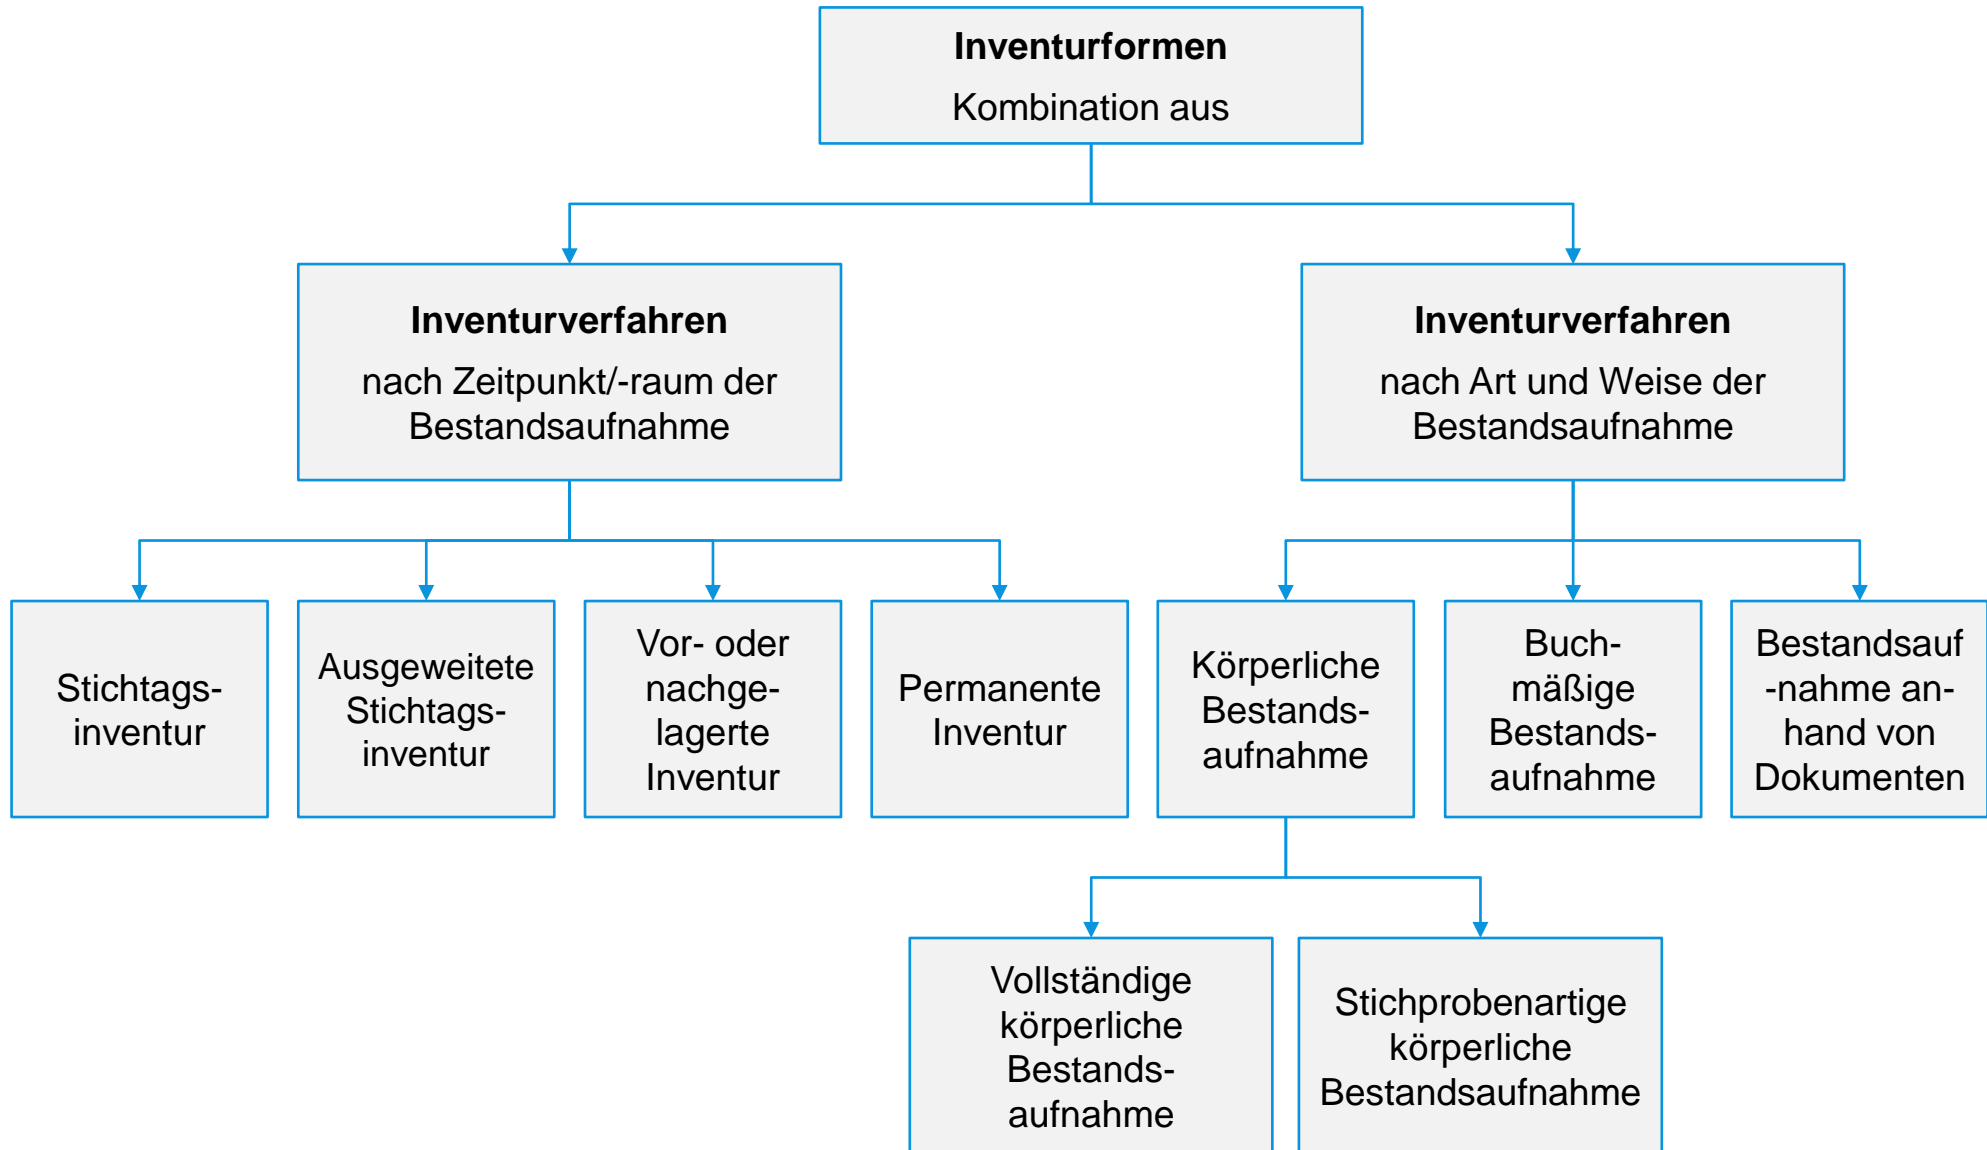 Inventurformen
Kombination aus
Inventurverfahren
nach Zeitpunkt/-raum der
Bestandsaufnahme
Inventurverfahren
nach Art und Weise der
Bestandsaufnahme
Stichtags-
inventur
Ausgeweitete
Stichtags-
inventur
Vor- oder
nachge-
lagerte
Inventur
Permanente
Inventur
Körperliche
Bestands-
aufnahme
Buch-
mäßige
Bestands-
aufnahme
Bestandsauf
-nahme an-
hand von
Dokumenten
Vollständige
körperliche
Bestands-
aufnahme
Stichprobenartige
körperliche
Bestandsaufnahme